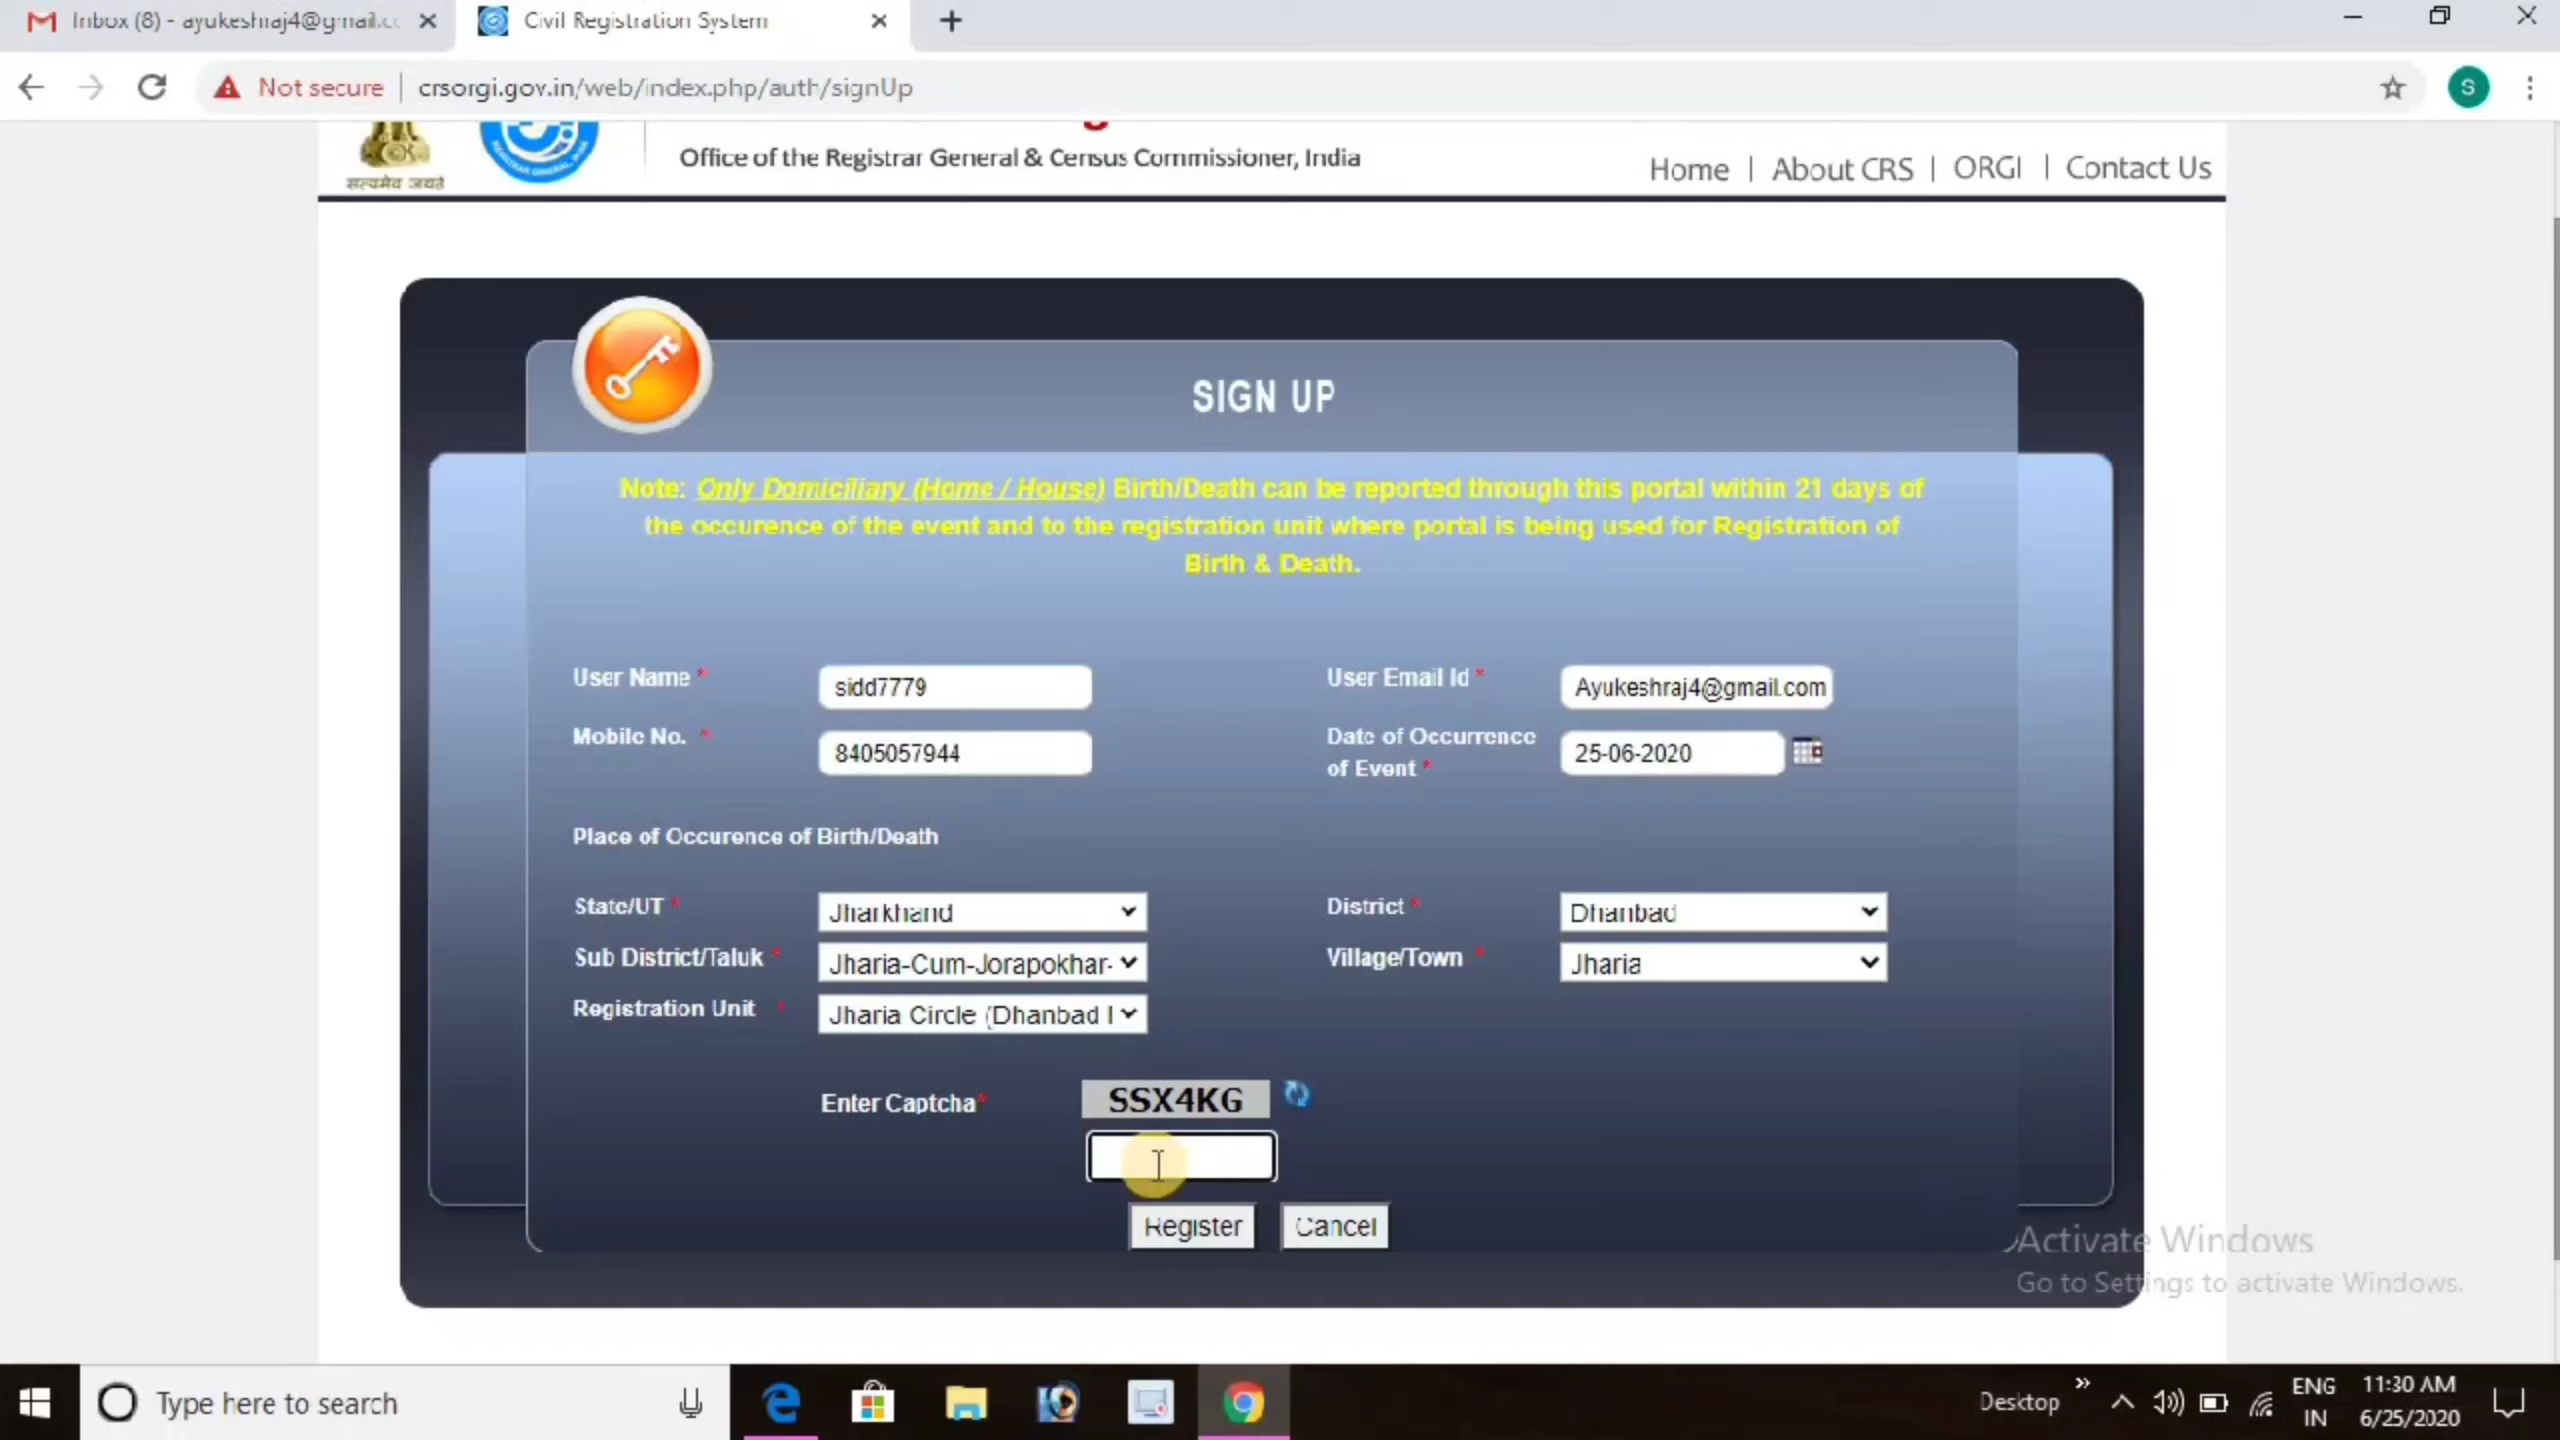 Inbox (8) - ayukeshraj4@gmail.c
Civil Registration System
Not secure
crsorgi.gov.in/web/index.php/auth/signUp
S
सत्यमेव जयते
Office of the Registrar General & Census Commissioner, India
Home | About CRS | ORGI | Contact Us
SIGN UP
Note: Only Domiciliary (Home / House) Birth/Death can be reported through this portal within 21 days of
the occurence of the event and to the registration unit where portal is being used for Registration of
Birth & Death.
User Name * sidd7779
User Email Id * Ayukeshraj4@gmail.com
Mobile No. * 8405057944
Date of Occurrence
of Event * 25-06-2020
Place of Occurence of Birth/Death
State/UT * Jharkhand
District * Dhanbad
Sub District/Taluk * Jharia-Cum-Jorapokhar-
Village/Town * Jharia
Registration Unit * Jharia Circle (Dhanbad
Enter Captcha* SSX4KG
Register Cancel
Activate Windows
Go to Settings to activate Windows.
Type here to search
Desktop
ENG
IN
11:30 AM
6/25/2020